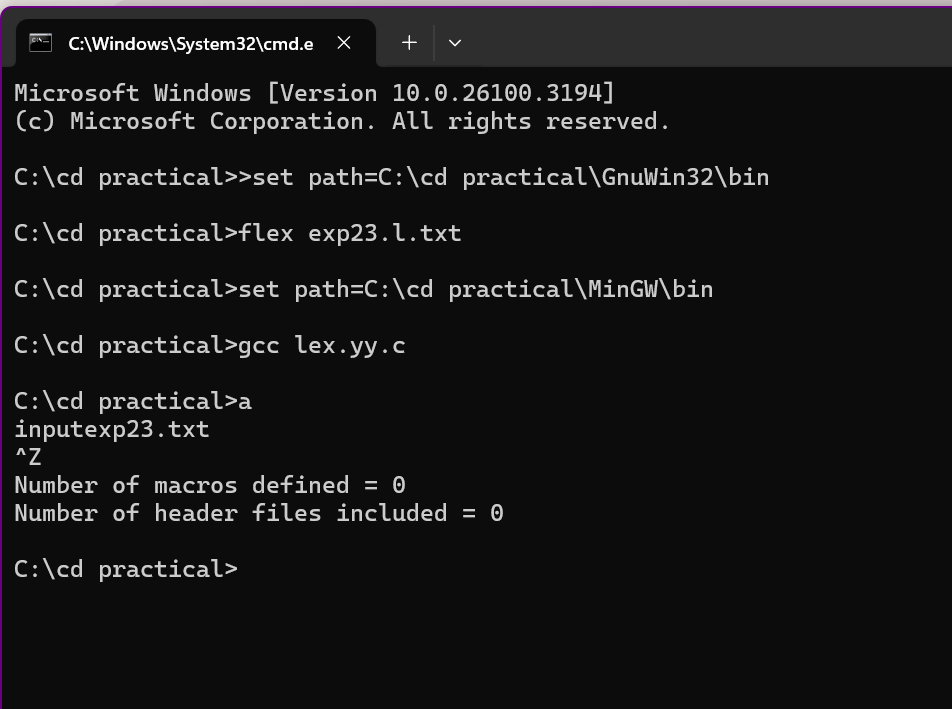 C:\Windows\System32\cmd.e
Microsoft Windows [Version 10.0.26100.3194]
(c) Microsoft Corporation. All rights reserved.
C:\cd practical>>set path=C:\cd practical\GnuWin32\bin
C:\cd practical>flex exp23.l.txt
C:\cd practical>set path=C:\cd practical\MinGW\bin
C:\cd practical>gcc lex.yy.c
C:\cd practical>a
inputexp23.txt
^Z
Number of macros defined = 0
Number of header files included = 0
C:\cd practical>